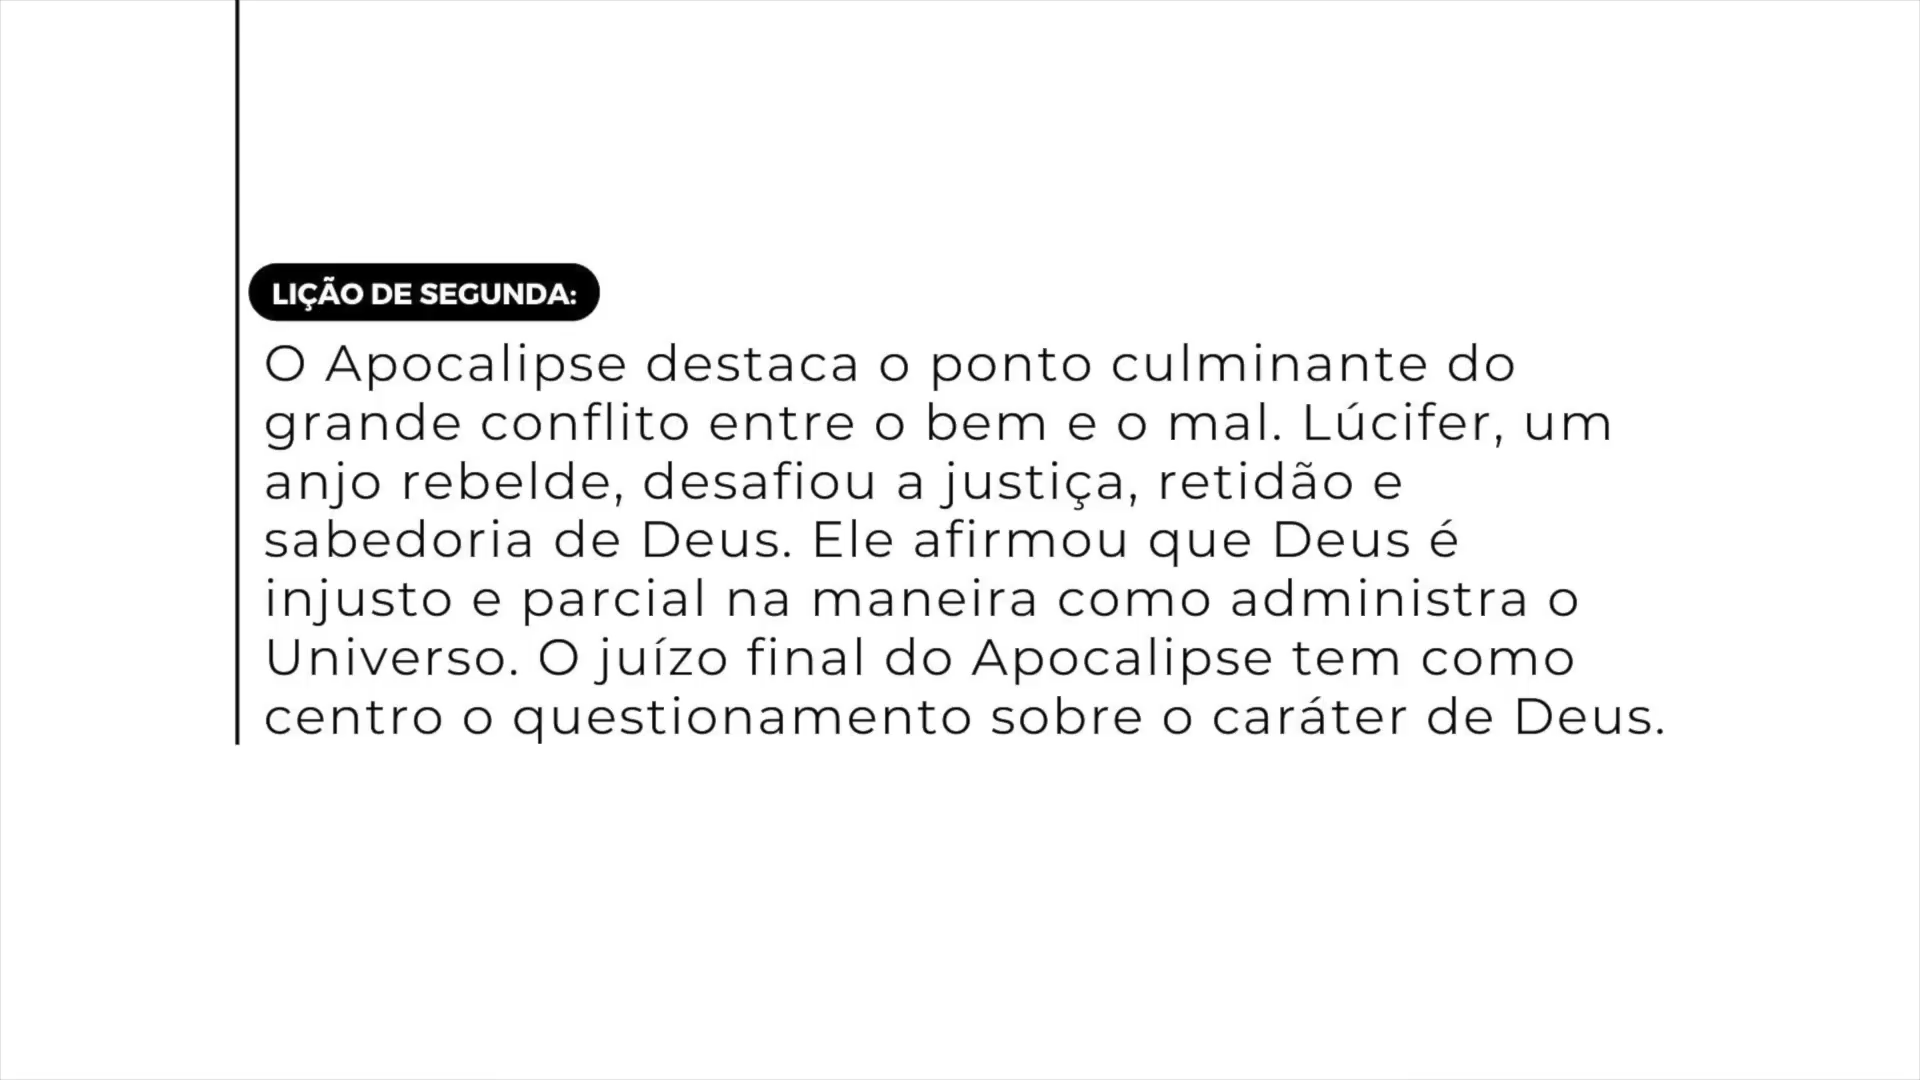 LIÇÃO DE SEGUNDA:
O Apocalipse destaca o ponto culminante do
grande conflito entre o bem e o mal. Lúcifer, um
anjo rebelde, desafiou a justiça, retidão e
sabedoria de Deus. Ele afirmou que Deus é
injusto e parcial na maneira como administra o
Universo. O juízo final do Apocalipse tem como
centro o questionamento sobre o caráter de Deus.